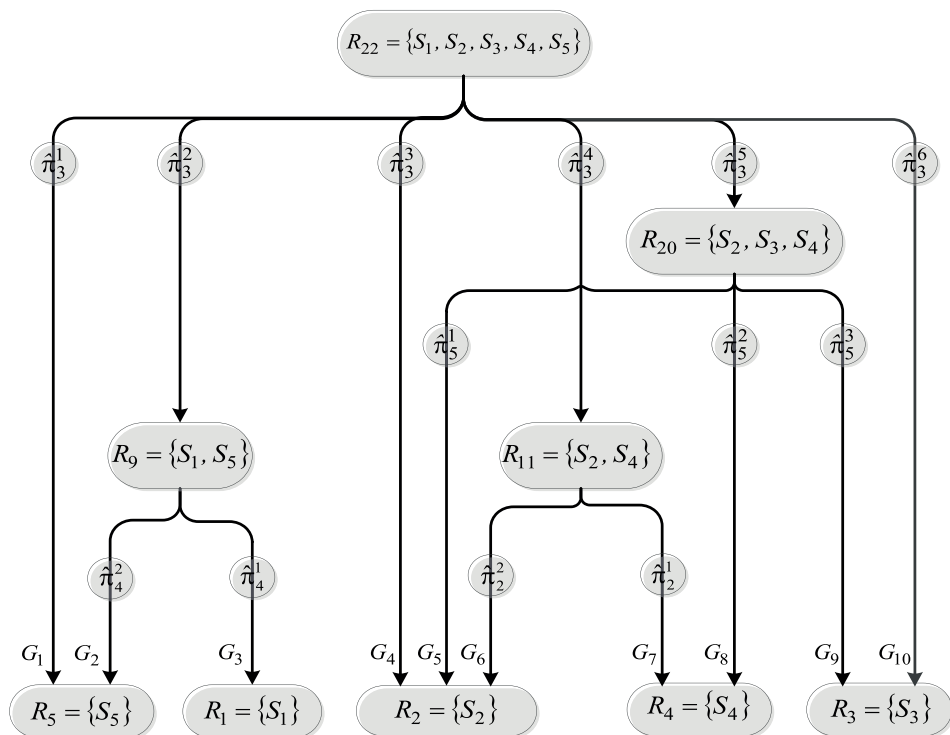 R₂₂ = {S₁, S₂, S₃, S₄, S₅}
π̂₃¹ π̂₃² π̂₃³ π̂₃⁴ π̂₃⁵ π̂₃⁶
R₂₀ = {S₂, S₃, S₄}
π̂₅¹ π̂₅² π̂₅³
R₉ = {S₁, S₅} R₁₁ = {S₂, S₄}
π̂₄² π̂₄¹ π̂₂² π̂₂¹
G₁ G₂ G₃ G₄ G₅ G₆ G₇ G₈ G₉ G₁₀
R₅ = {S₅} R₁ = {S₁} R₂ = {S₂} R₄ = {S₄} R₃ = {S₃}